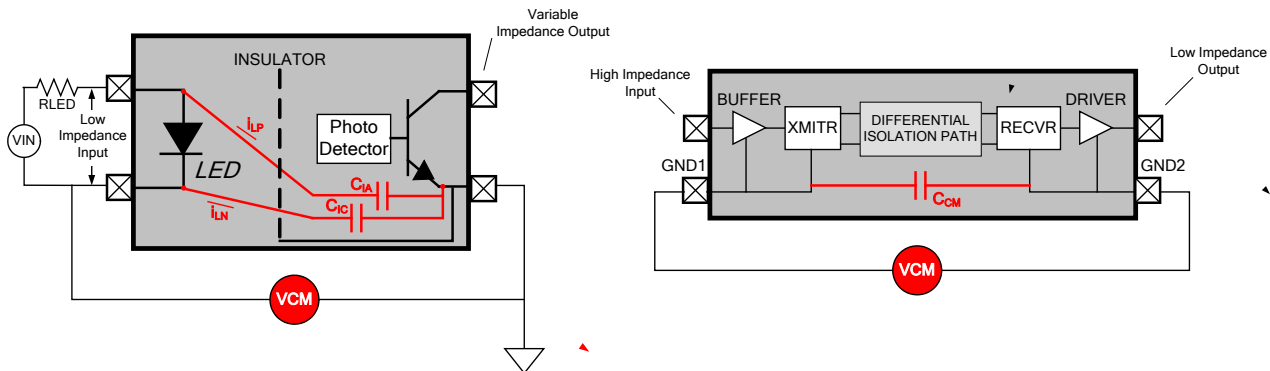 Variable
Impedance Output
INSULATOR
RLED
VIN
Low
Impedance
Input
LED
iLP
iLN
Photo
Detector
CIA
CIC
VCM
High Impedance
Input
Low Impedance
Output
BUFFER
XMITR
DIFFERENTIAL
ISOLATION PATH
RECVR
DRIVER
GND1
GND2
CCM
VCM